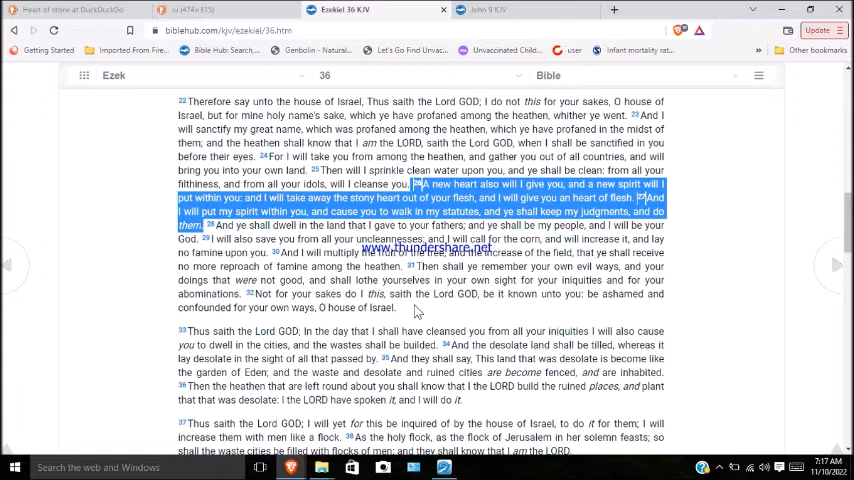 Heart of stone at DuckDuckGo
su (474×315)
Ezekiel 36 KJV
John 9 KJV
biblehub.com/kjv/ezekiel/36.htm
Update
Getting Started
Imported From Firef...
Bible Hub: Search,...
Genbolin - Notably...
Let's Go Find Unvac...
Unvaccinated Child...
user
Infant mortality rat...
Other bookmarks
Ezek 36 Bible
22 Therefore say unto the house of Israel, Thus saith the Lord GOD; I do not this for your sakes, O house of
Israel, but for mine holy name's sake, which ye have profaned among the heathen, whither ye went. 23 And I
will sanctify my great name, which was profaned among the heathen, which ye have profaned in the midst of
them; and the heathen shall know that I am the LORD, saith the Lord GOD, when I shall be sanctified in you
before their eyes. 24 For I will take you from among the heathen, and gather you out of all countries, and will
bring you into your own land. 25 Then will I sprinkle clean water upon you, and ye shall be clean: from all your
filthiness, and from all your idols, will I cleanse you. 26 A new heart also will I give you, and a new spirit will I
put within you: and I will take away the stony heart out of your flesh, and I will give you an heart of flesh. 27 And
I will put my spirit within you, and cause you to walk in my statutes, and ye shall keep my judgments, and do
them. 28 And ye shall dwell in the land that I gave to your fathers; and ye shall be my people, and I will be your
God. 29 I will also save you from all your uncleannesses: and I will call for the corn, and will increase it, and lay
www.thundershare.net
no famine upon you. 30 And I will multiply the fruit of the tree, and the increase of the field, that ye shall receive
no more reproach of famine among the heathen. 31 Then shall ye remember your own evil ways, and your
doings that were not good, and shall lothe yourselves in your own sight for your iniquities and for your
abominations. 32 Not for your sakes do I this, saith the Lord GOD, be it known unto you: be ashamed and
confounded for your own ways, O house of Israel.
33 Thus saith the Lord GOD; In the day that I shall have cleansed you from all your iniquities I will also cause
you to dwell in the cities, and the wastes shall be builded. 34 And the desolate land shall be tilled, whereas it
lay desolate in the sight of all that passed by. 35 And they shall say, This land that was desolate is become like
the garden of Eden; and the waste and desolate and ruined cities are become fenced, and are inhabited.
36 Then the heathen that are left round about you shall know that I the LORD build the ruined places, and plant
that that was desolate: I the LORD have spoken it, and I will do it.
37 Thus saith the Lord GOD; I will yet for this be inquired of by the house of Israel, to do it for them; I will
increase them with men like a flock. 38 As the holy flock, as the flock of Jerusalem in her solemn feasts; so
shall the waste cities be filled with flocks of men: and they shall know that I am the LORD.
Search the web and Windows
7:17 AM
11/10/2022